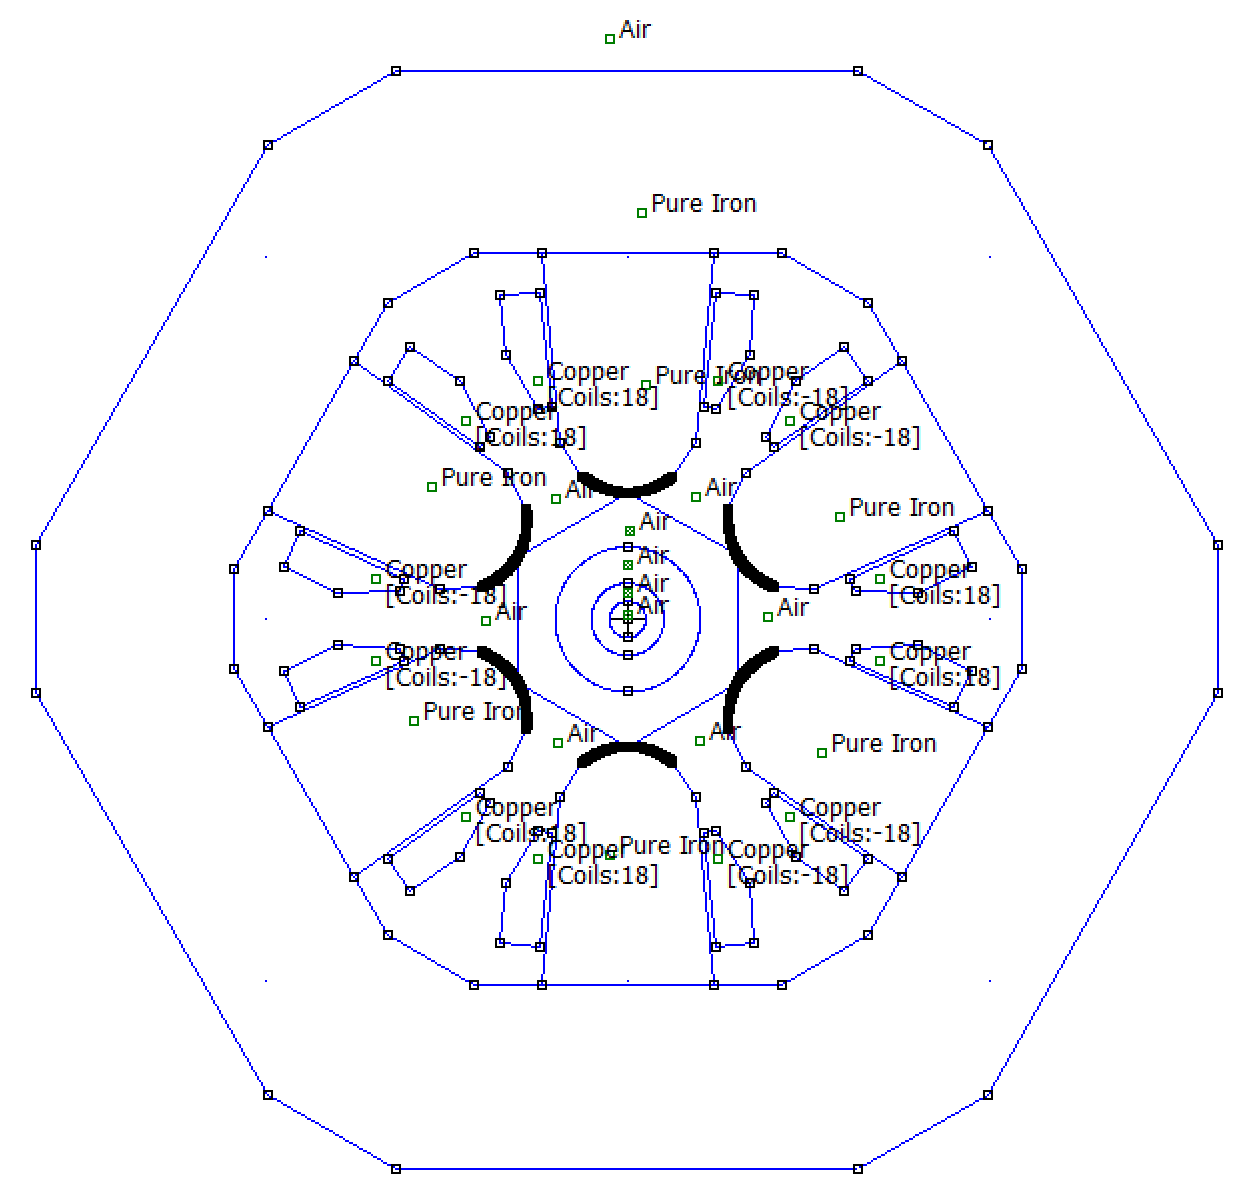 Air
Pure Iron
Copper
[Coils:18]
Pure Iron
Copper
[Coils:-18]
Copper
[Coils:18]
Copper
[Coils:-18]
Pure Iron
Air
Air
Pure Iron
Air
Air
Copper
[Coils:-18]
Air
Copper
[Coils:18]
Air
Air
Air
Copper
[Coils:-18]
Copper
[Coils:18]
Pure Iron
Air
Air
Pure Iron
Copper
[Coils:18]
Copper
[Coils:-18]
Copper
[Coils:18]
Pure Iron
Copper
[Coils:-18]